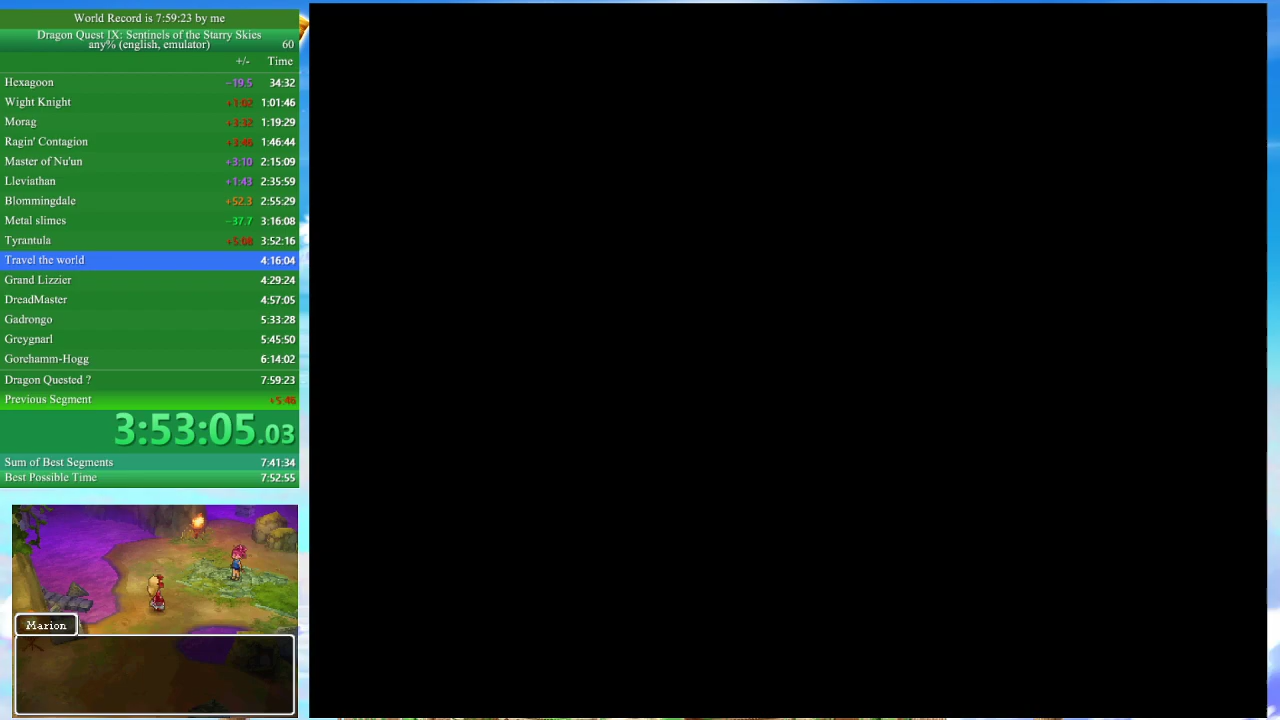 World Record is 7:59:23 by me
Dragon Quest IX: Sentinels of the Starry Skies
any% (english, emulator) 60
+/- Time
Hexagoon −19.5 34:32
Wight Knight +1:02 1:01:46
Morag +3:32 1:19:29
Ragin' Contagion +3:46 1:46:44
Master of Nu'un +3:10 2:15:09
Lleviathan +1:43 2:35:59
Blommingdale +52.3 2:55:29
Metal slimes −37.7 3:16:08
Tyrantula +5:08 3:52:16
Travel the world 4:16:04
Grand Lizzier 4:29:24
DreadMaster 4:57:05
Gadrongo 5:33:28
Greygnarl 5:45:50
Gorehamm-Hogg 6:14:02
Dragon Quested ? 7:59:23
Previous Segment +5:46
3:53:05.03
Sum of Best Segments 7:41:34
Best Possible Time 7:52:55
Marion